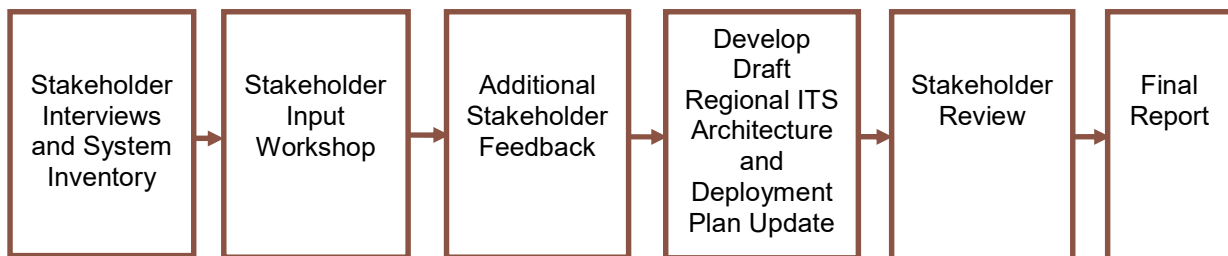 Stakeholder
Interviews
and System
Inventory
Stakeholder
Input
Workshop
Additional
Stakeholder
Feedback
Develop
Draft
Regional ITS
Architecture
and
Deployment
Plan Update
Stakeholder
Review
Final
Report